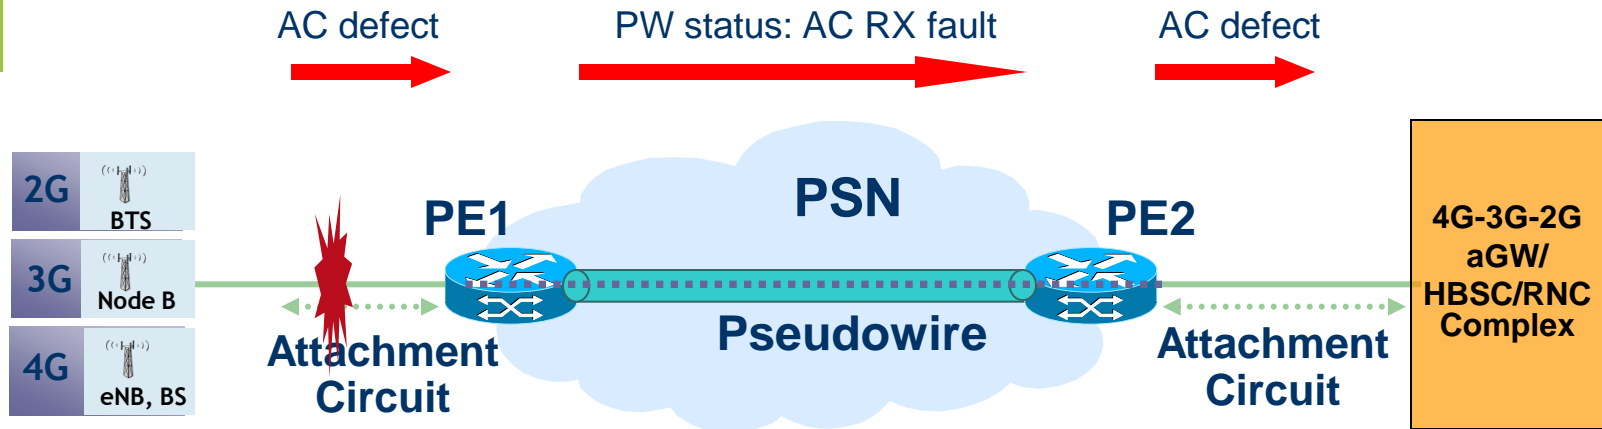 AC defect
PW status: AC RX fault
AC defect
2G
BTS
3G
Node B
4G
eNB, BS
PE1
PSN
PE2
Pseudowire
Attachment
Circuit
Attachment
Circuit
4G-3G-2G
aGW/
HBSC/RNC
Complex